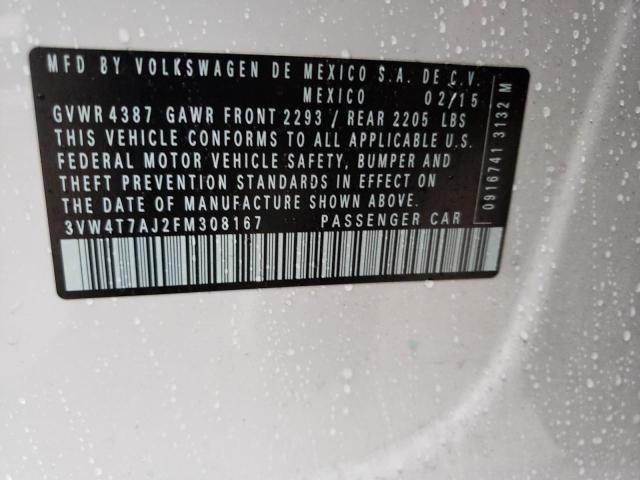 MFD BY VOLKSWAGEN DE MEXICO S.A. DE C.V.
MEXICO 02/15
GVWR 4387 GAWR FRONT 2293 / REAR 2205 LBS
THIS VEHICLE CONFORMS TO ALL APPLICABLE U.S.
FEDERAL MOTOR VEHICLE SAFETY, BUMPER AND
THEFT PREVENTION STANDARDS IN EFFECT ON
THE DATE OF MANUFACTURE SHOWN ABOVE.
3VW4T7AJ2FM308167 PASSENGER CAR
0916741 3132 M